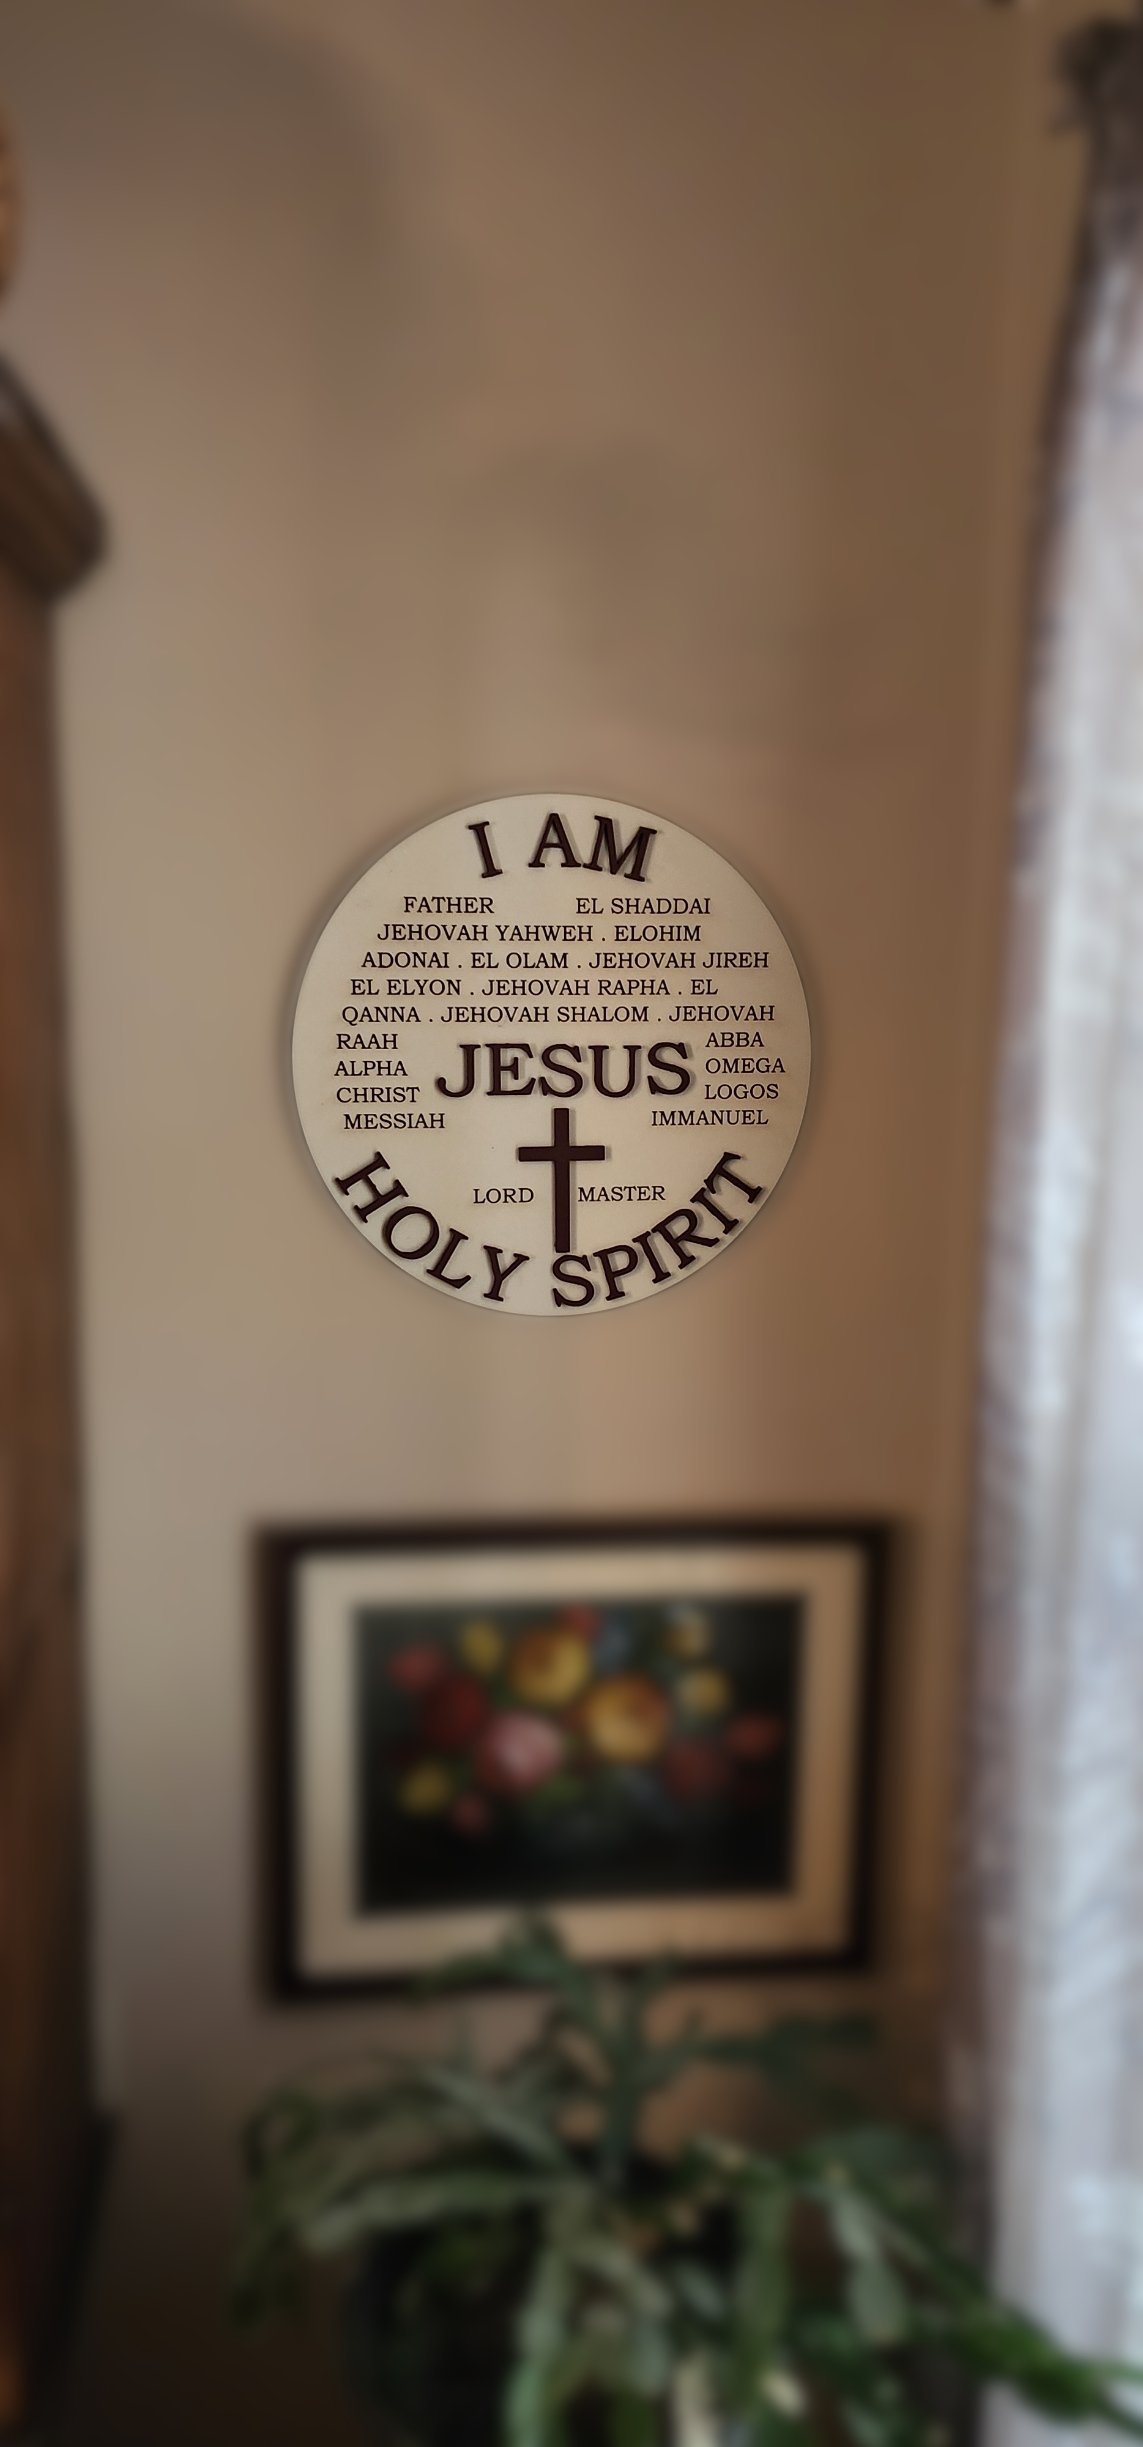 I AM
FATHER EL SHADDAI
JEHOVAH YAHWEH . ELOHIM
ADONAI . EL OLAM . JEHOVAH JIREH
EL ELYON . JEHOVAH RAPHA . EL
QANNA . JEHOVAH SHALOM . JEHOVAH
RAAH ABBA
JESUS
ALPHA OMEGA
CHRIST LOGOS
MESSIAH IMMANUEL
LORD MASTER
HOLY SPIRIT